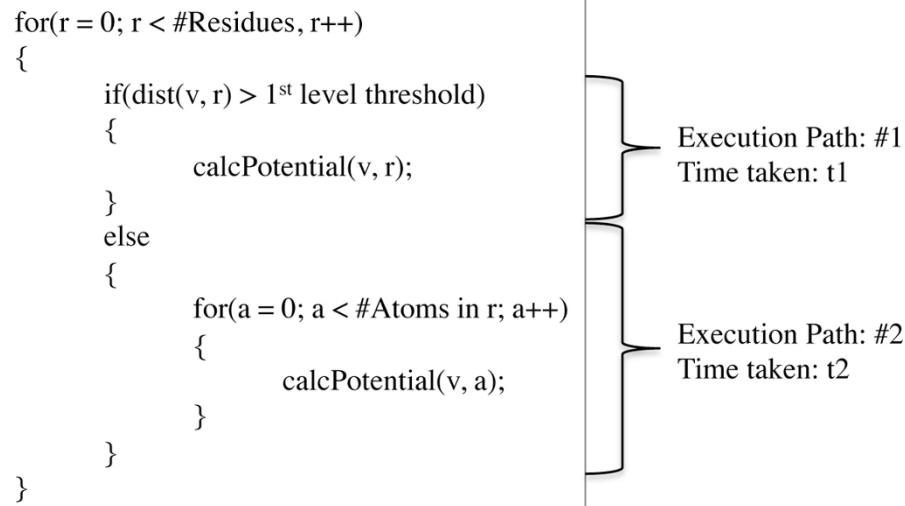 for(r = 0; r < #Residues, r++)
{
if(dist(v, r) > 1st level threshold)
{
calcPotential(v, r);
}
else
{
for(a = 0; a < #Atoms in r; a++)
{
calcPotential(v, a);
}
}
}
Execution Path: #1
Time taken: t1
Execution Path: #2
Time taken: t2